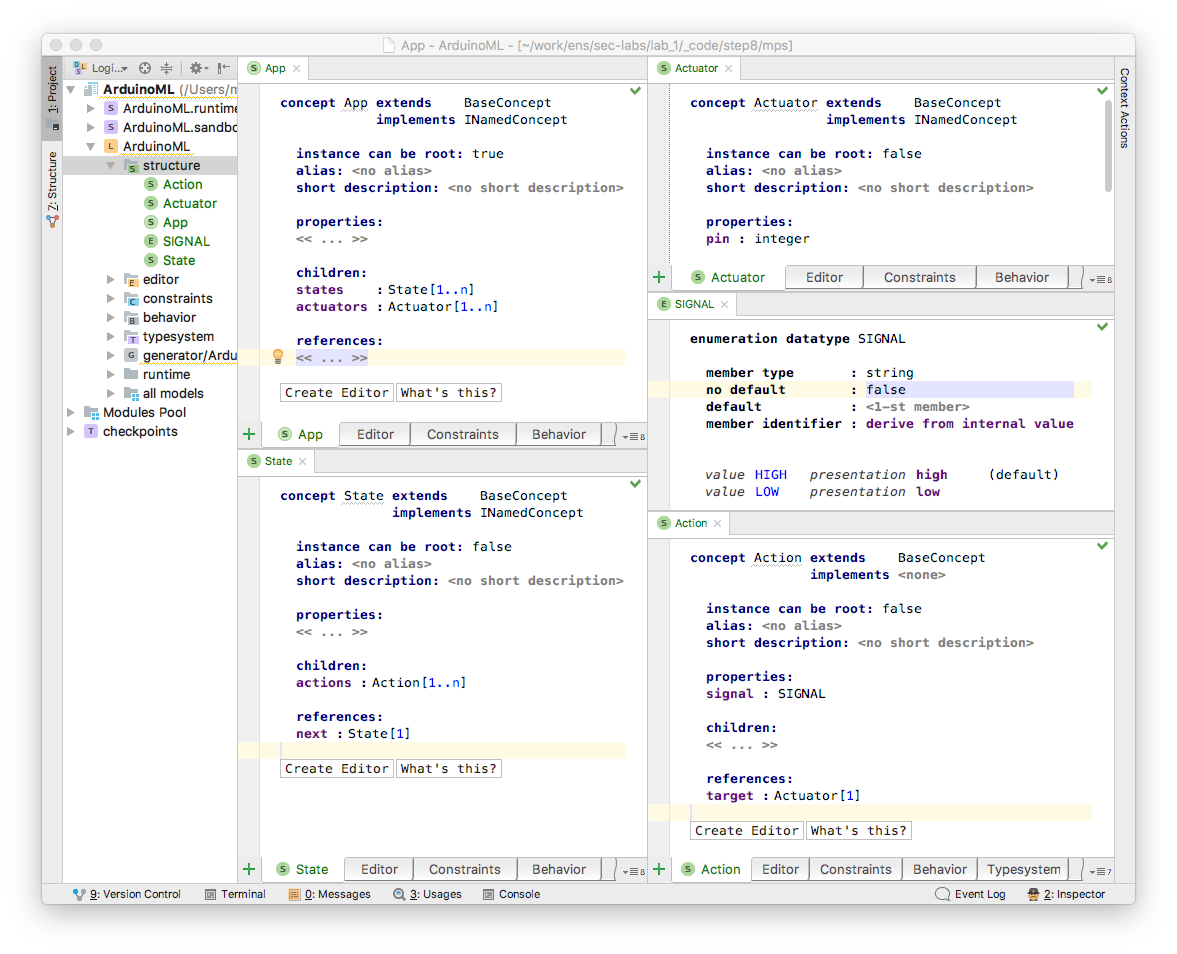 App - ArduinoML - [~/work/ens/sec-labs/lab_1/_code/step8/mps]
1: Project
Z: Structure
Logi...
ArduinoML (/Users/m
ArduinoML.runtime
ArduinoML.sandbo
ArduinoML
structure
Action
Actuator
App
SIGNAL
State
editor
constraints
behavior
typesystem
generator/Ardu
runtime
all models
Modules Pool
checkpoints
App
concept App extends BaseConcept
implements INamedConcept
instance can be root: true
alias: <no alias>
short description: <no short description>
properties:
<< ... >>
children:
states : State[1..n]
actuators : Actuator[1..n]
references:
<< ... >>
Create Editor What's this?
App Editor Constraints Behavior 8
State
concept State extends BaseConcept
implements INamedConcept
instance can be root: false
alias: <no alias>
short description: <no short description>
properties:
<< ... >>
children:
actions : Action[1..n]
references:
next : State[1]
Create Editor What's this?
State Editor Constraints Behavior 8
Actuator
concept Actuator extends BaseConcept
implements INamedConcept
instance can be root: false
alias: <no alias>
short description: <no short description>
properties:
pin : integer
Actuator Editor Constraints Behavior 8
SIGNAL
enumeration datatype SIGNAL
member type : string
no default : false
default : <1-st member>
member identifier : derive from internal value
value HIGH presentation high (default)
value LOW presentation low
Action
concept Action extends BaseConcept
implements <none>
instance can be root: false
alias: <no alias>
short description: <no short description>
properties:
signal : SIGNAL
children:
<< ... >>
references:
target : Actuator[1]
Create Editor What's this?
Action Editor Constraints Behavior Typesystem 7
Context Actions
9: Version Control Terminal 0: Messages 3: Usages Console Event Log 2: Inspector